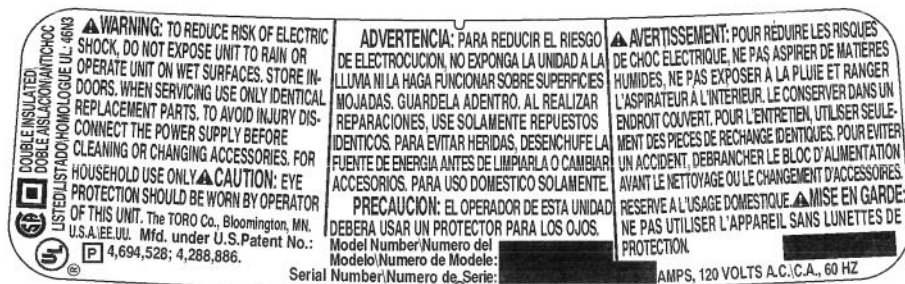 DOUBLE INSULATED
DOBLE AISLACION/ANTICHOC
LISTED/LISTADO/HOMOLOGUE UL: 46N3
⚠WARNING: TO REDUCE RISK OF ELECTRIC
SHOCK, DO NOT EXPOSE UNIT TO RAIN OR
OPERATE UNIT ON WET SURFACES. STORE IN-
DOORS. WHEN SERVICING USE ONLY IDENTICAL
REPLACEMENT PARTS. TO AVOID INJURY DIS-
CONNECT THE POWER SUPPLY BEFORE
CLEANING OR CHANGING ACCESSORIES. FOR
HOUSEHOLD USE ONLY ⚠CAUTION: EYE
PROTECTION SHOULD BE WORN BY OPERATOR
OF THIS UNIT. The TORO Co., Bloomington, MN.
U.S.A\EE.UU. Mfd. under U.S.Patent No.:
P 4,694,528; 4,288,886.
ADVERTENCIA: PARA REDUCIR EL RIESGO
DE ELECTROCUCION, NO EXPONGA LA UNIDAD A LA
LLUVIA NI LA HAGA FUNCIONAR SOBRE SUPERFICIES
MOJADAS. GUARDELA ADENTRO. AL REALIZAR
REPARACIONES, USE SOLAMENTE REPUESTOS
IDENTICOS. PARA EVITAR HERIDAS, DESENCHUFE LA
FUENTE DE ENERGIA ANTES DE LIMPIARLA O CAMBIAR
ACCESORIOS. PARA USO DOMESTICO SOLAMENTE.
PRECAUCION: EL OPERADOR DE ESTA UNIDAD
DEBERA USAR UN PROTECTOR PARA LOS OJOS.
Model Number\Numero del
Modelo\Numero de Modele:
Serial Number\Numero de Serie:
⚠AVERTISSEMENT: POUR RÉDUIRE LES RISQUES
DE CHOC ELECTRIQUE, NE PAS ASPIRER DE MATIÈRES
HUMIDES, NE PAS EXPOSER A LA PLUIE ET RANGER
L'ASPIRATEUR À L'INTERIEUR. LE CONSERVER DANS UN
ENDROIT COUVERT. POUR L'ENTRETIEN, UTILISER SEULE-
MENT DES PIECES DE RECHANGE IDENTIQUES. POUR EVITER
UN ACCIDENT, DEBRANCHER LE BLOC D'ALIMENTATION
AVANT LE NETTOYAGE OU LE CHANGEMENT D'ACCESSOIRES.
RESERVE A L'USAGE DOMESTIQUE. ⚠MISE EN GARDE:
NE PAS UTILISER L'APPAREIL SANS LUNETTES DE
PROTECTION.
AMPS, 120 VOLTS A.C.\C.A., 60 HZ